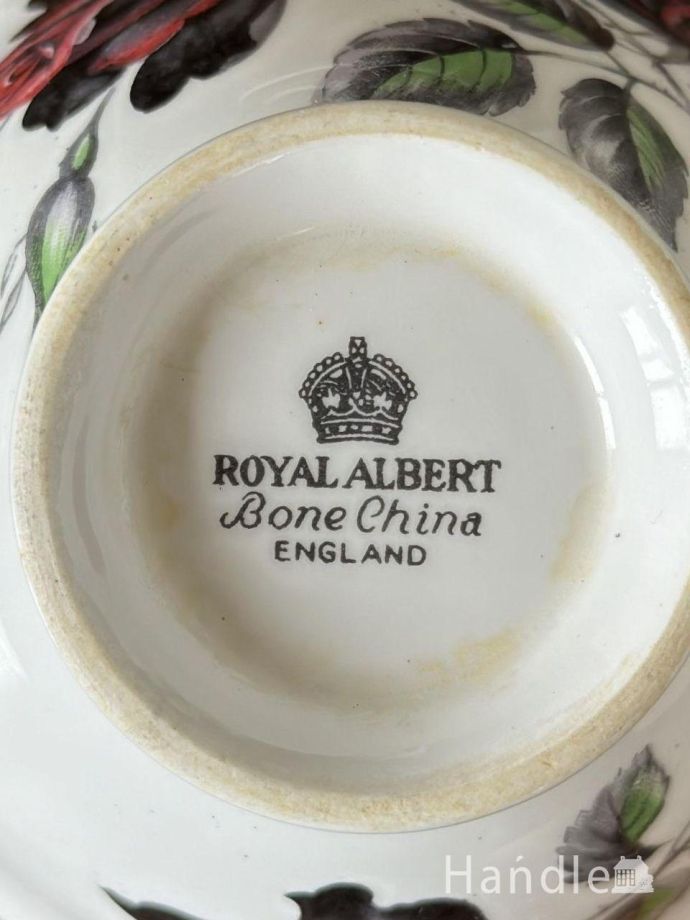 ROYAL ALBERT
Bone China
ENGLAND
Handle